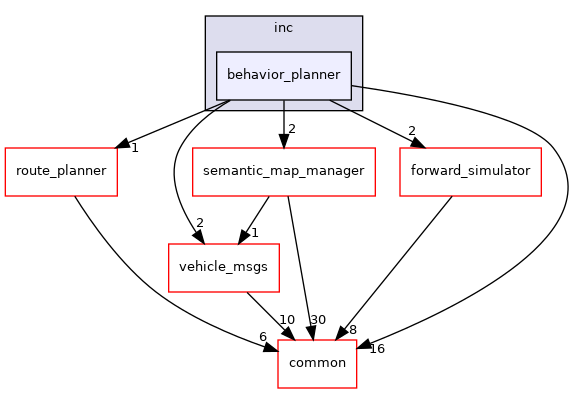 inc
behavior_planner
2
2
1
route_planner
semantic_map_manager
forward_simulator
2
1
vehicle_msgs
10
30
8
6
16
common